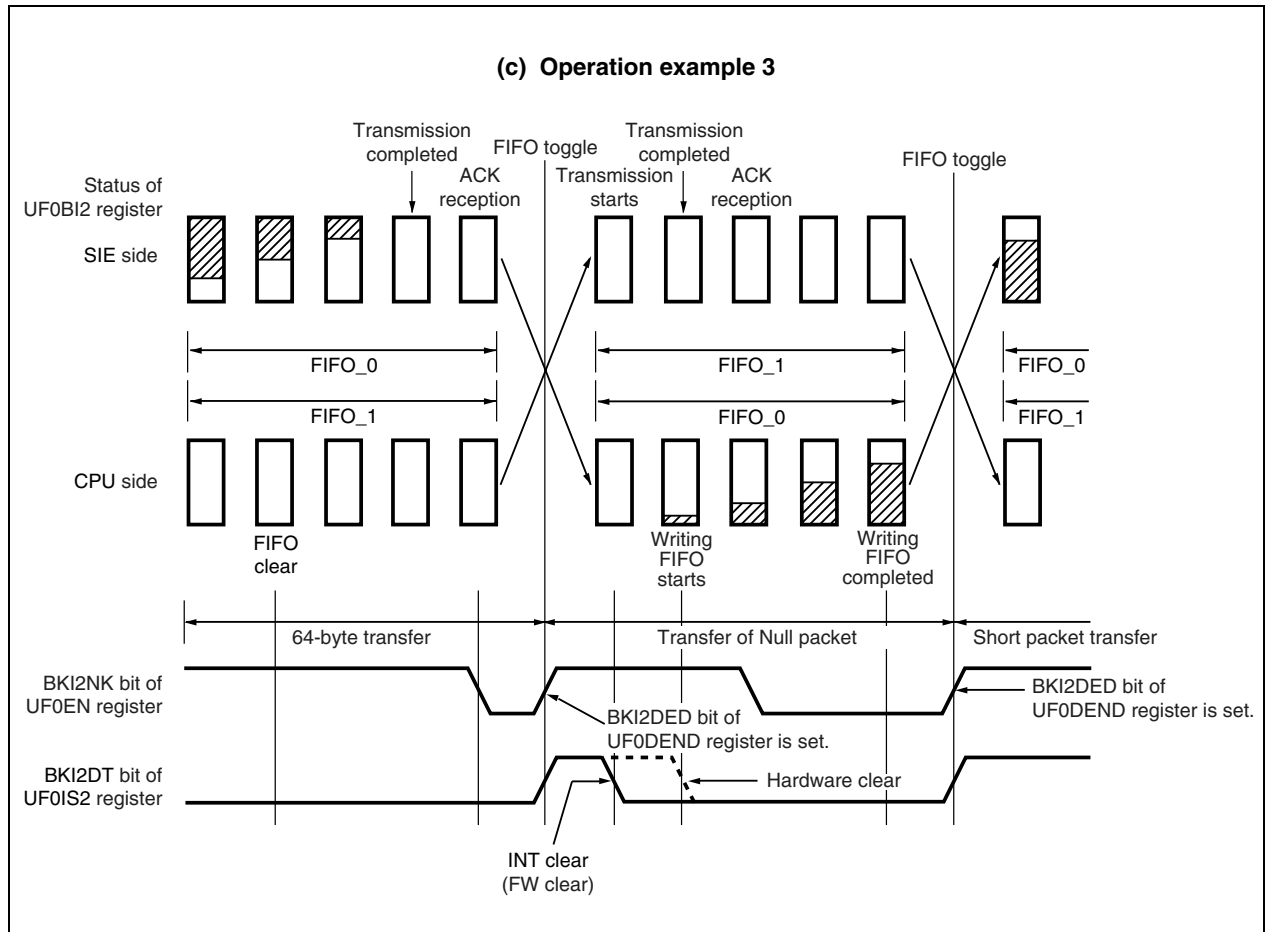 (c) Operation example 3
Transmission
completed
FIFO toggle
Transmission
completed
FIFO toggle
Status of
UF0BI2 register
ACK
reception
Transmission
starts
ACK
reception
SIE side
FIFO_0
FIFO_1
FIFO_0
FIFO_1
FIFO_0
FIFO_1
CPU side
FIFO
clear
Writing
FIFO
starts
Writing
FIFO
completed
64-byte transfer
Transfer of Null packet
Short packet transfer
BKI2NK bit of
UF0EN register
BKI2DED bit of
UF0DEND register is set.
BKI2DED bit of
UF0DEND register is set.
BKI2DT bit of
UF0IS2 register
Hardware clear
INT clear
(FW clear)